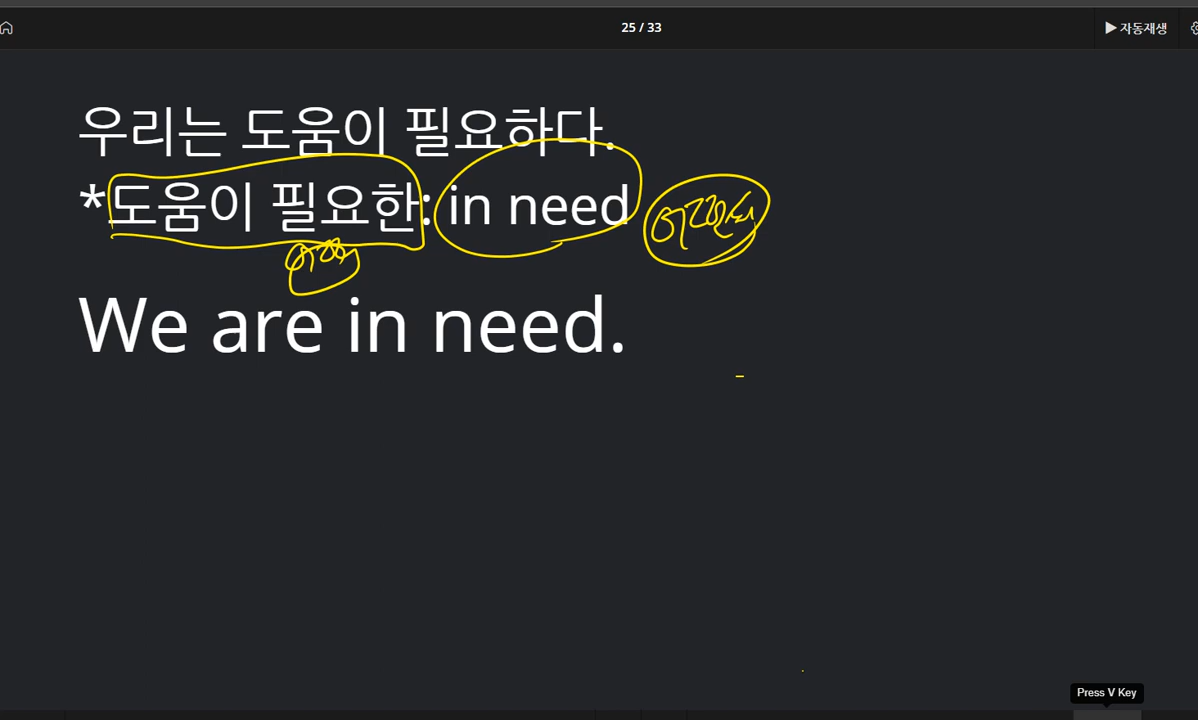 25 / 33
▶ 자동재생
우리는 도움이 필요하다.
*도움이 필요한: in need
We are in need.
Press V Key